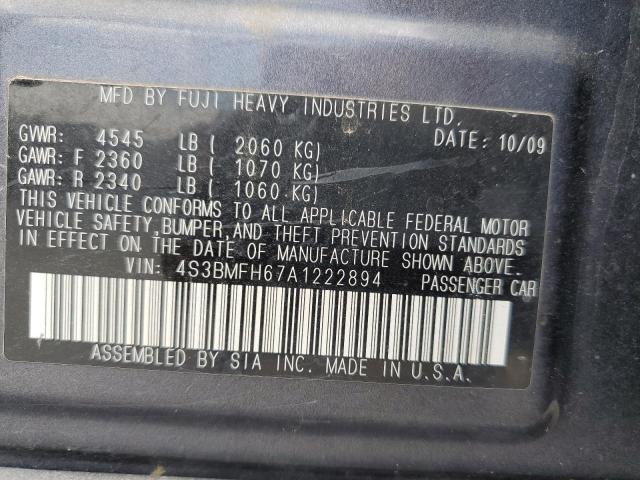 MFD BY FUJI HEAVY INDUSTRIES LTD.
GVWR: 4545 LB ( 2060 KG) DATE: 10/09
GAWR: F 2360 LB ( 1070 KG)
GAWR: R 2340 LB ( 1060 KG)
THIS VEHICLE CONFORMS TO ALL APPLICABLE FEDERAL MOTOR
VEHICLE SAFETY, BUMPER, AND THEFT PREVENTION STANDARDS
IN EFFECT ON THE DATE OF MANUFACTURE SHOWN ABOVE.
VIN: 4S3BMFH67A1222894 PASSENGER CAR
ASSEMBLED BY SIA INC. MADE IN U.S.A.